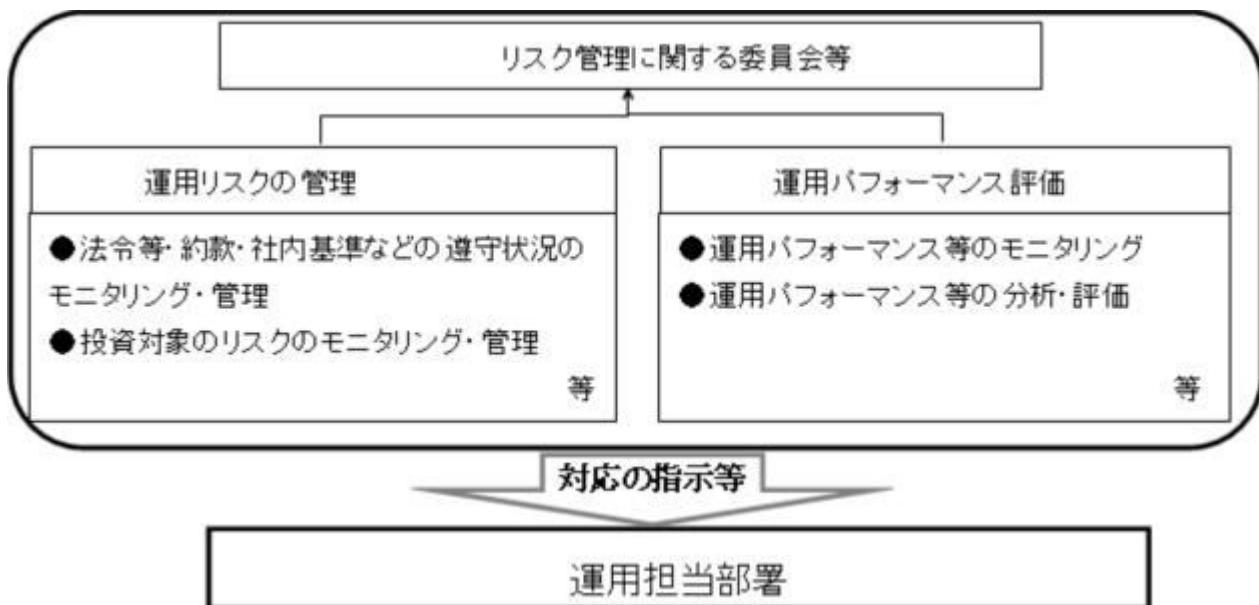 リスク管理に関する委員会等
運用リスクの管理
●法令等・約款・社内基準などの遵守状況の
モニタリング・管理
●投資対象のリスクのモニタリング・管理
等
運用パフォーマンス評価
●運用パフォーマンス等のモニタリング
●運用パフォーマンス等の分析・評価
等
対応の指示等
運用担当部署